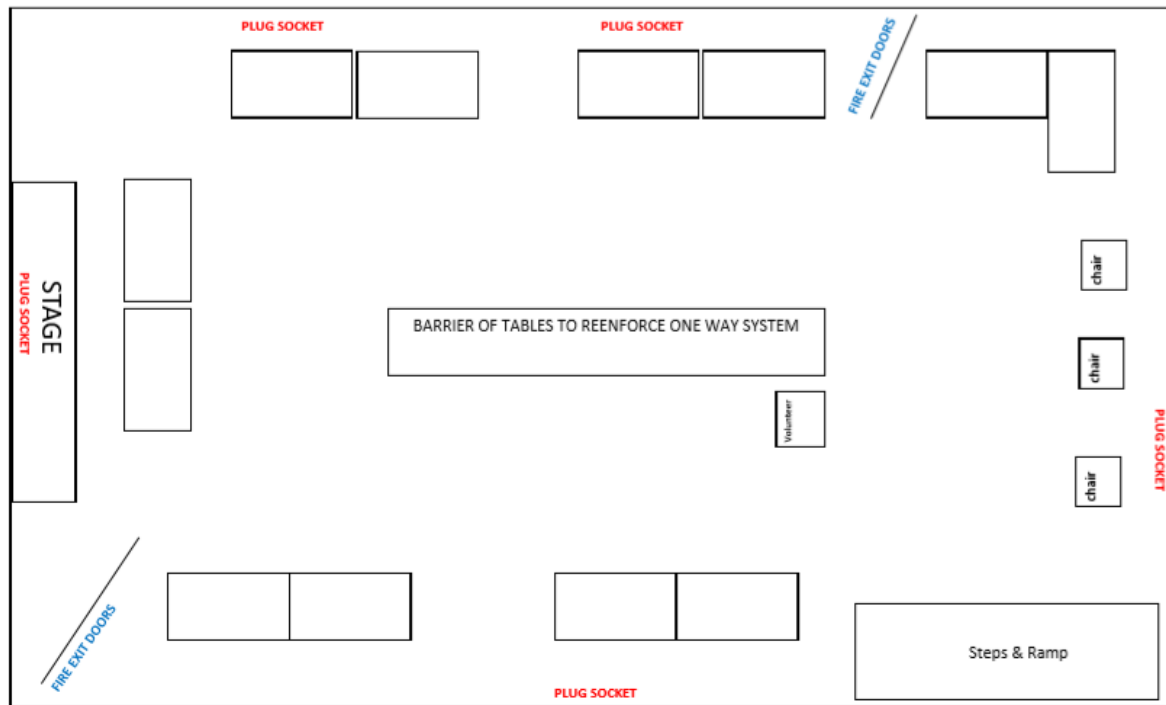 PLUG SOCKET
PLUG SOCKET
FIRE EXIT DOORS
chair
STAGE
PLUG SOCKET
BARRIER OF TABLES TO REENFORCE ONE WAY SYSTEM
chair
Volunteer
PLUG SOCKET
chair
FIRE EXIT DOORS
Steps & Ramp
PLUG SOCKET